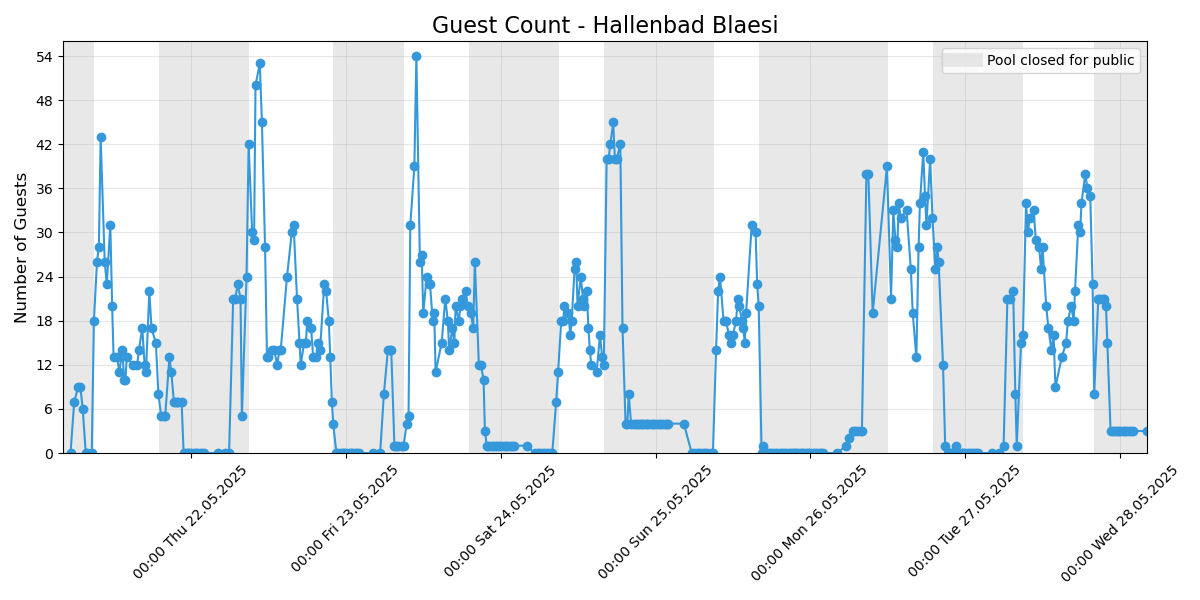 Guest Count - Hallenbad Blaesi
Pool closed for public
Number of Guests
54
48
42
36
30
24
18
12
6
0
00:00 Thu 22.05.2025
00:00 Fri 23.05.2025
00:00 Sat 24.05.2025
00:00 Sun 25.05.2025
00:00 Mon 26.05.2025
00:00 Tue 27.05.2025
00:00 Wed 28.05.2025